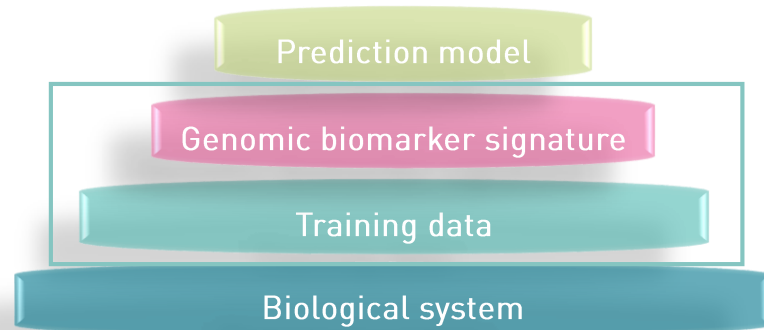 Prediction model
Genomic biomarker signature
Training data
Biological system